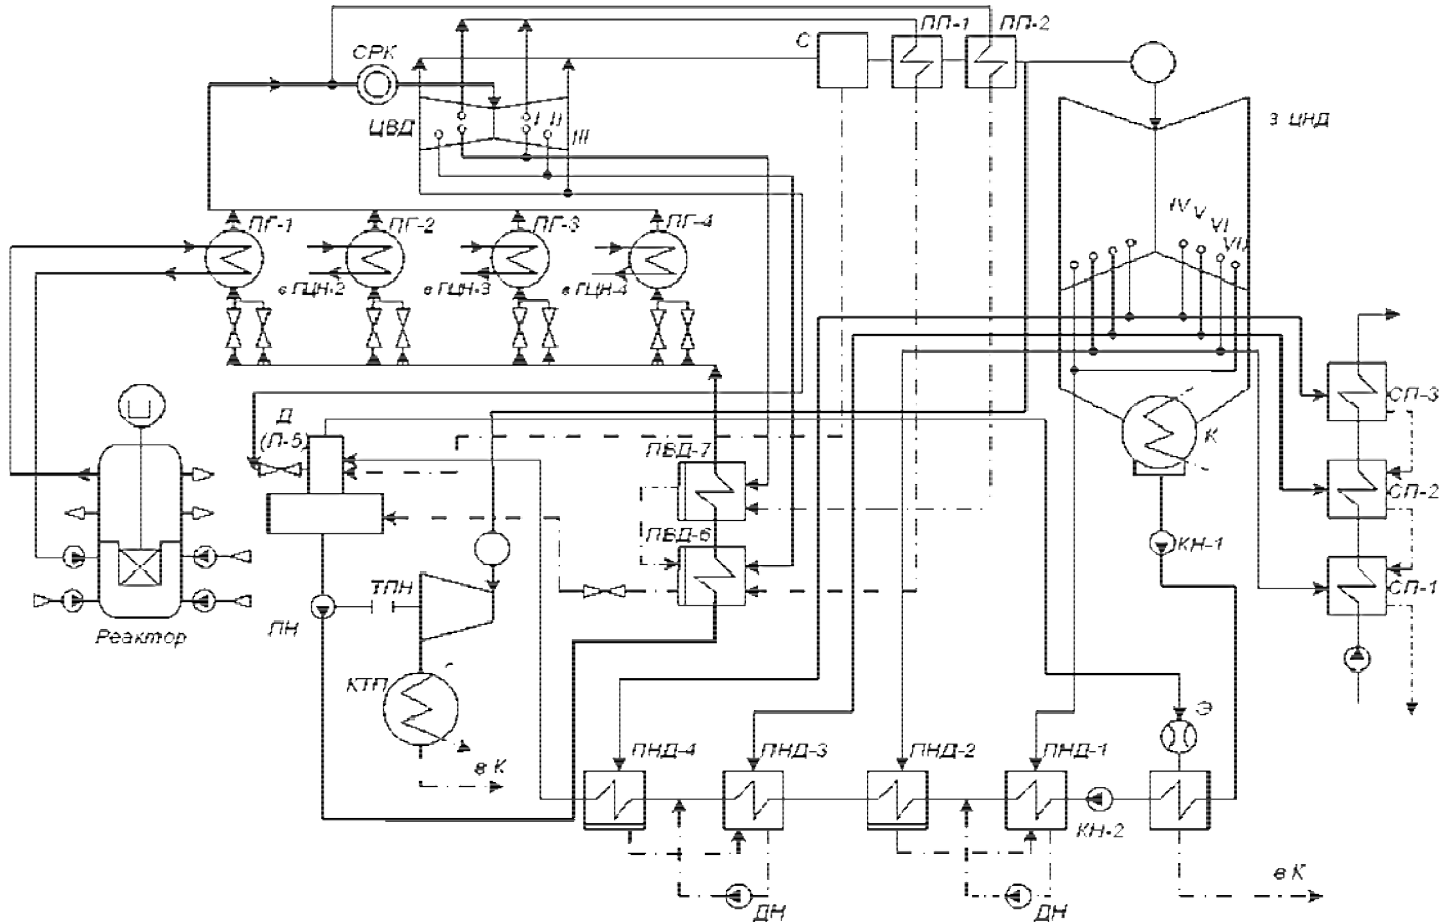 ПП-1
ПП-2
С
СРК
ЦВД
I
II
III
3 ЦНД
IV
V
VI
VII
ПГ-1
ПГ-2
ПГ-3
ПГ-4
в ГЦН-2
в ГЦН-3
в ГЦН-4
Д
(П-5)
ПВД-7
ПВД-6
К
СП-3
СП-2
СП-1
КН-1
ТПН
ПН
Реактор
КТП
в К
Э
ПНД-4
ПНД-3
ПНД-2
ПНД-1
КН-2
в К
ДН
ДН